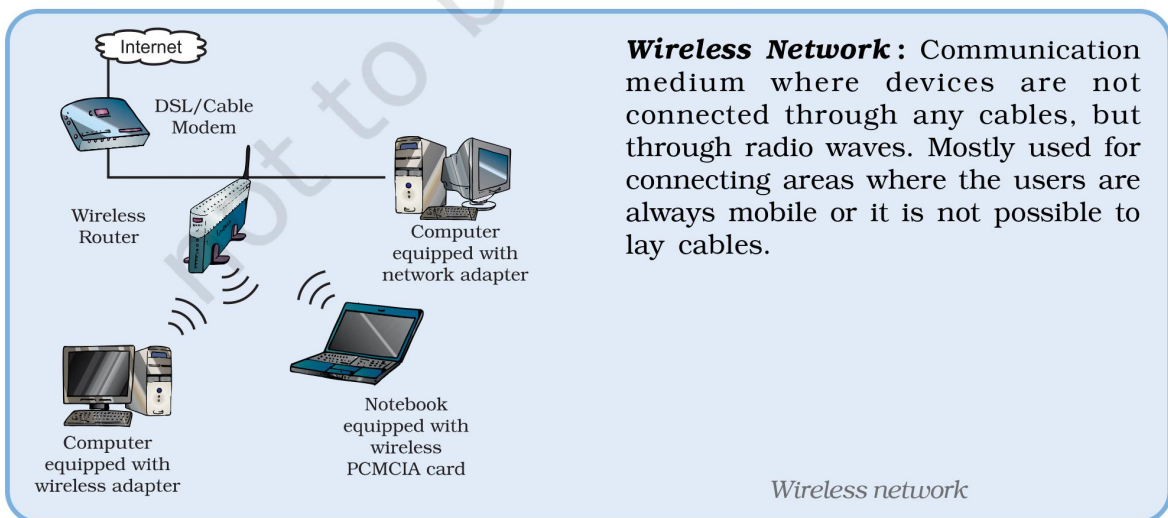 Internet
DSL/Cable
Modem
Wireless
Router
Computer
equipped with
network adapter
Computer
equipped with
wireless adapter
Notebook
equipped with
wireless
PCMCIA card
Wireless Network : Communication
medium where devices are not
connected through any cables, but
through radio waves. Mostly used for
connecting areas where the users are
always mobile or it is not possible to
lay cables.
Wireless network
not to b